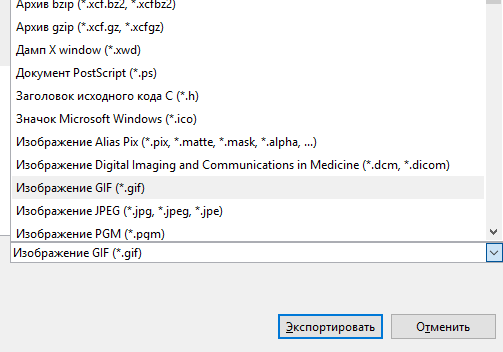 Архив bzip (*.xcf.bz2, *.xcfbz2)
Архив gzip (*.xcf.gz, *.xcfgz)
Дамп X window (*.xwd)
Документ PostScript (*.ps)
Заголовок исходного кода C (*.h)
Значок Microsoft Windows (*.ico)
Изображение Alias Pix (*.pix, *.matte, *.mask, *.alpha, ...)
Изображение Digital Imaging and Communications in Medicine (*.dcm, *.dicom)
Изображение GIF (*.gif)
Изображение JPEG (*.jpg, *.jpeg, *.jpe)
Изображение PGM (*.pgm)
Изображение GIF (*.gif)
Экспортировать
Отменить